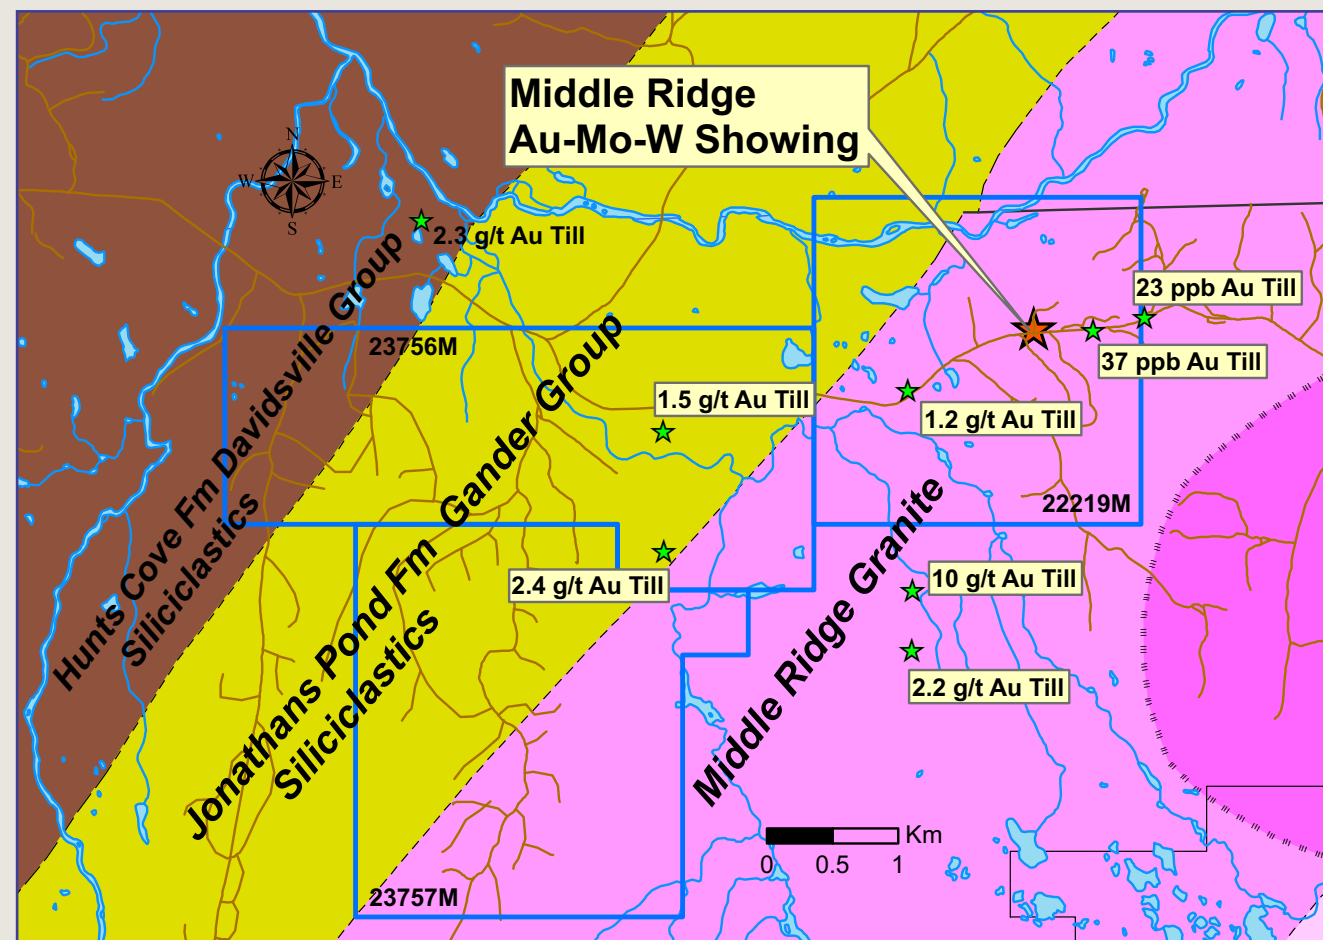 Middle Ridge
Au-Mo-W Showing
N
W
E
S
2.3 g/t Au Till
23 ppb Au Till
37 ppb Au Till
23756M
1.5 g/t Au Till
1.2 g/t Au Till
22219M
2.4 g/t Au Till
10 g/t Au Till
2.2 g/t Au Till
Hunts Cove Fm Davidsville Group
Siliciclastics
Jonathans Pond Fm Gander Group
Siliciclastics
Middle Ridge Granite
Km
0 0.5 1
23757M